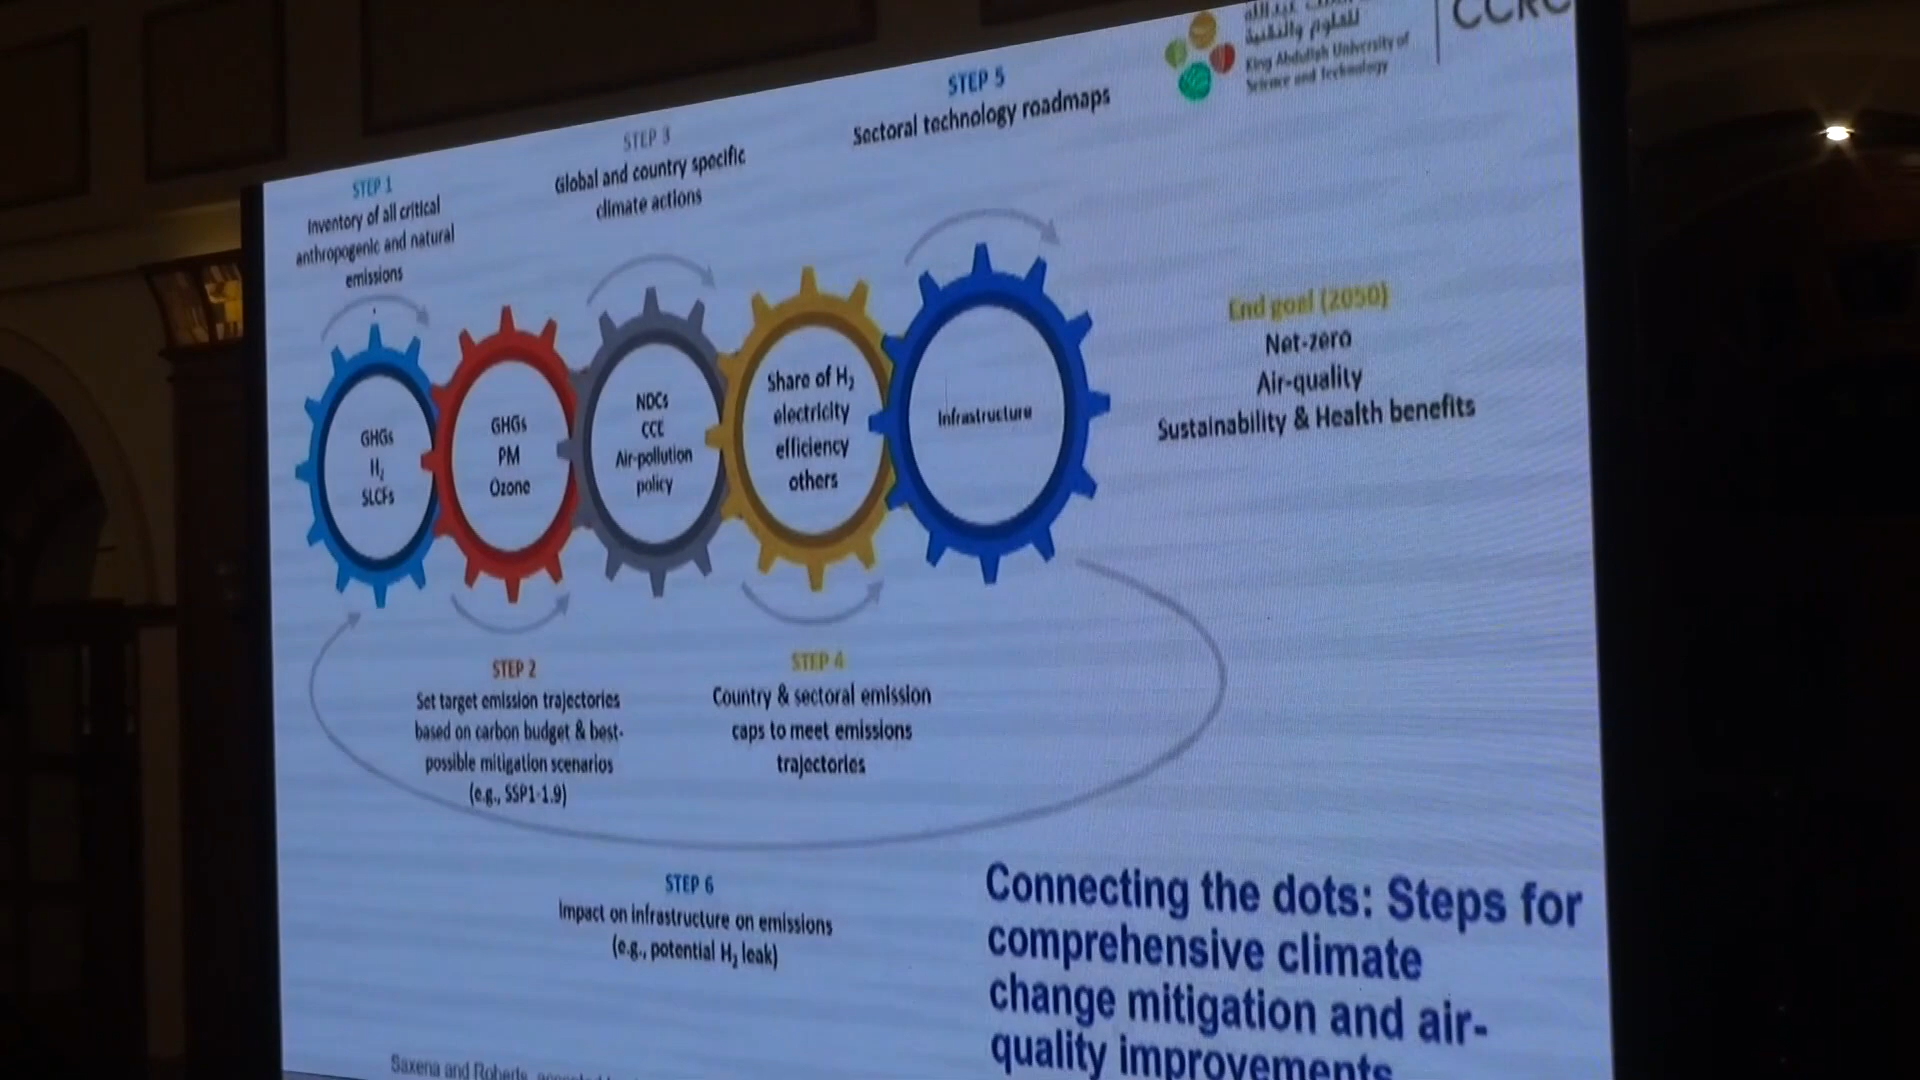 للعلوم والتقنية
King Abdullah University of
Science and Technology
CCRC
STEP 5
Sectoral technology roadmaps
STEP 3
Global and country specific
climate actions
STEP 1
Inventory of all critical
anthropogenic and natural
emissions
GHGs
H₂
SLCFs
GHGs
PM
Ozone
NDCs
CCE
Air-pollution
policy
Share of H₂
electricity
efficiency
others
Infrastructure
End goal (2050)
Net-zero
Air-quality
Sustainability & Health benefits
STEP 2
Set target emission trajectories
based on carbon budget & best-
possible mitigation scenarios
(e.g., SSP1-1.9)
STEP 4
Country & sectoral emission
caps to meet emissions
trajectories
STEP 6
Impact on infrastructure on emissions
(e.g., potential H₂ leak)
Connecting the dots: Steps for
comprehensive climate
change mitigation and air-
quality improvements
Saxena and Roberts,